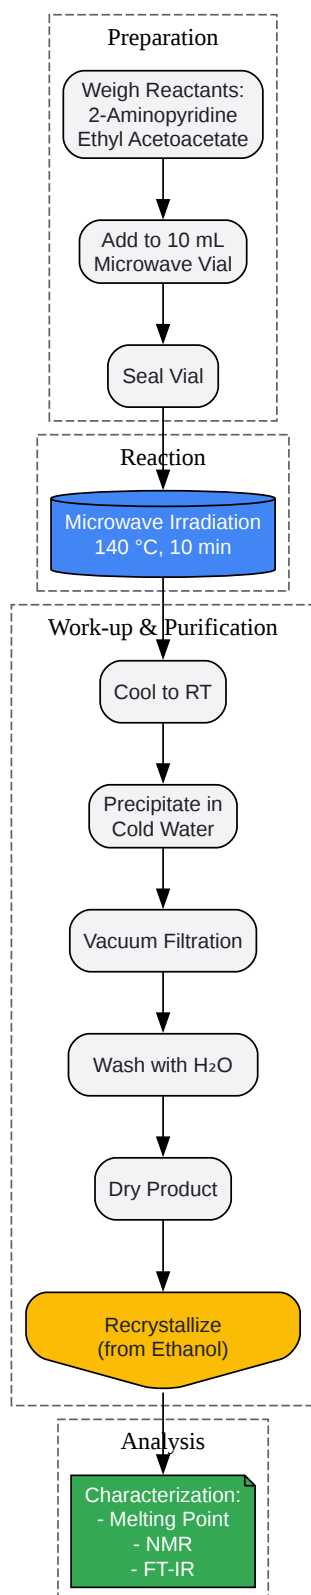 Preparation
Weigh Reactants:
2-Aminopyridine
Ethyl Acetoacetate
Add to 10 mL
Microwave Vial
Seal Vial
Reaction
Microwave Irradiation
140 °C, 10 min
Work-up & Purification
Cool to RT
Precipitate in
Cold Water
Vacuum Filtration
Wash with H₂O
Dry Product
Recrystallize
(from Ethanol)
Analysis
Characterization:
- Melting Point
- NMR
- FT-IR